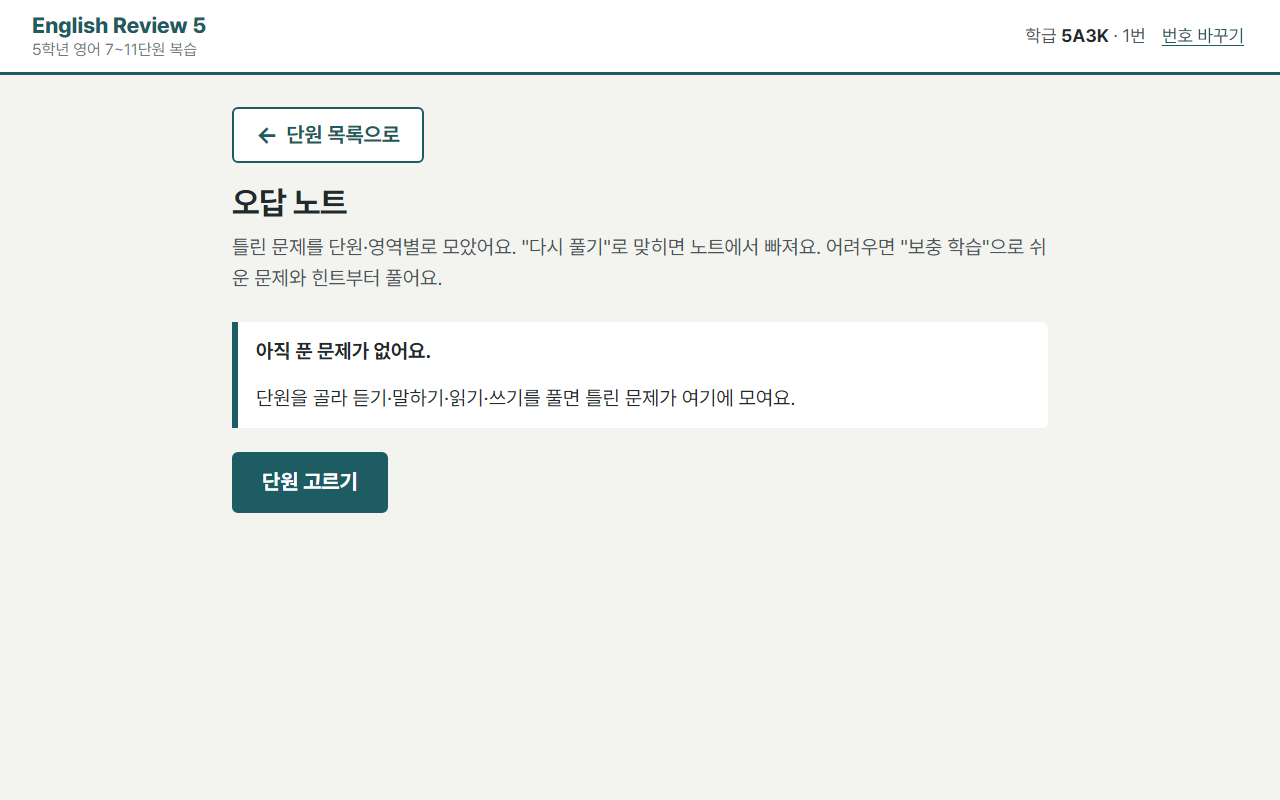 English Review 5
5학년 영어 7~11단원 복습
학급 5A3K · 1번 번호 바꾸기
← 단원 목록으로
오답 노트
틀린 문제를 단원·영역별로 모았어요. "다시 풀기"로 맞히면 노트에서 빠져요. 어려우면 "보충 학습"으로 쉬
운 문제와 힌트부터 풀어요.
아직 푼 문제가 없어요.
단원을 골라 듣기·말하기·읽기·쓰기를 풀면 틀린 문제가 여기에 모여요.
단원 고르기